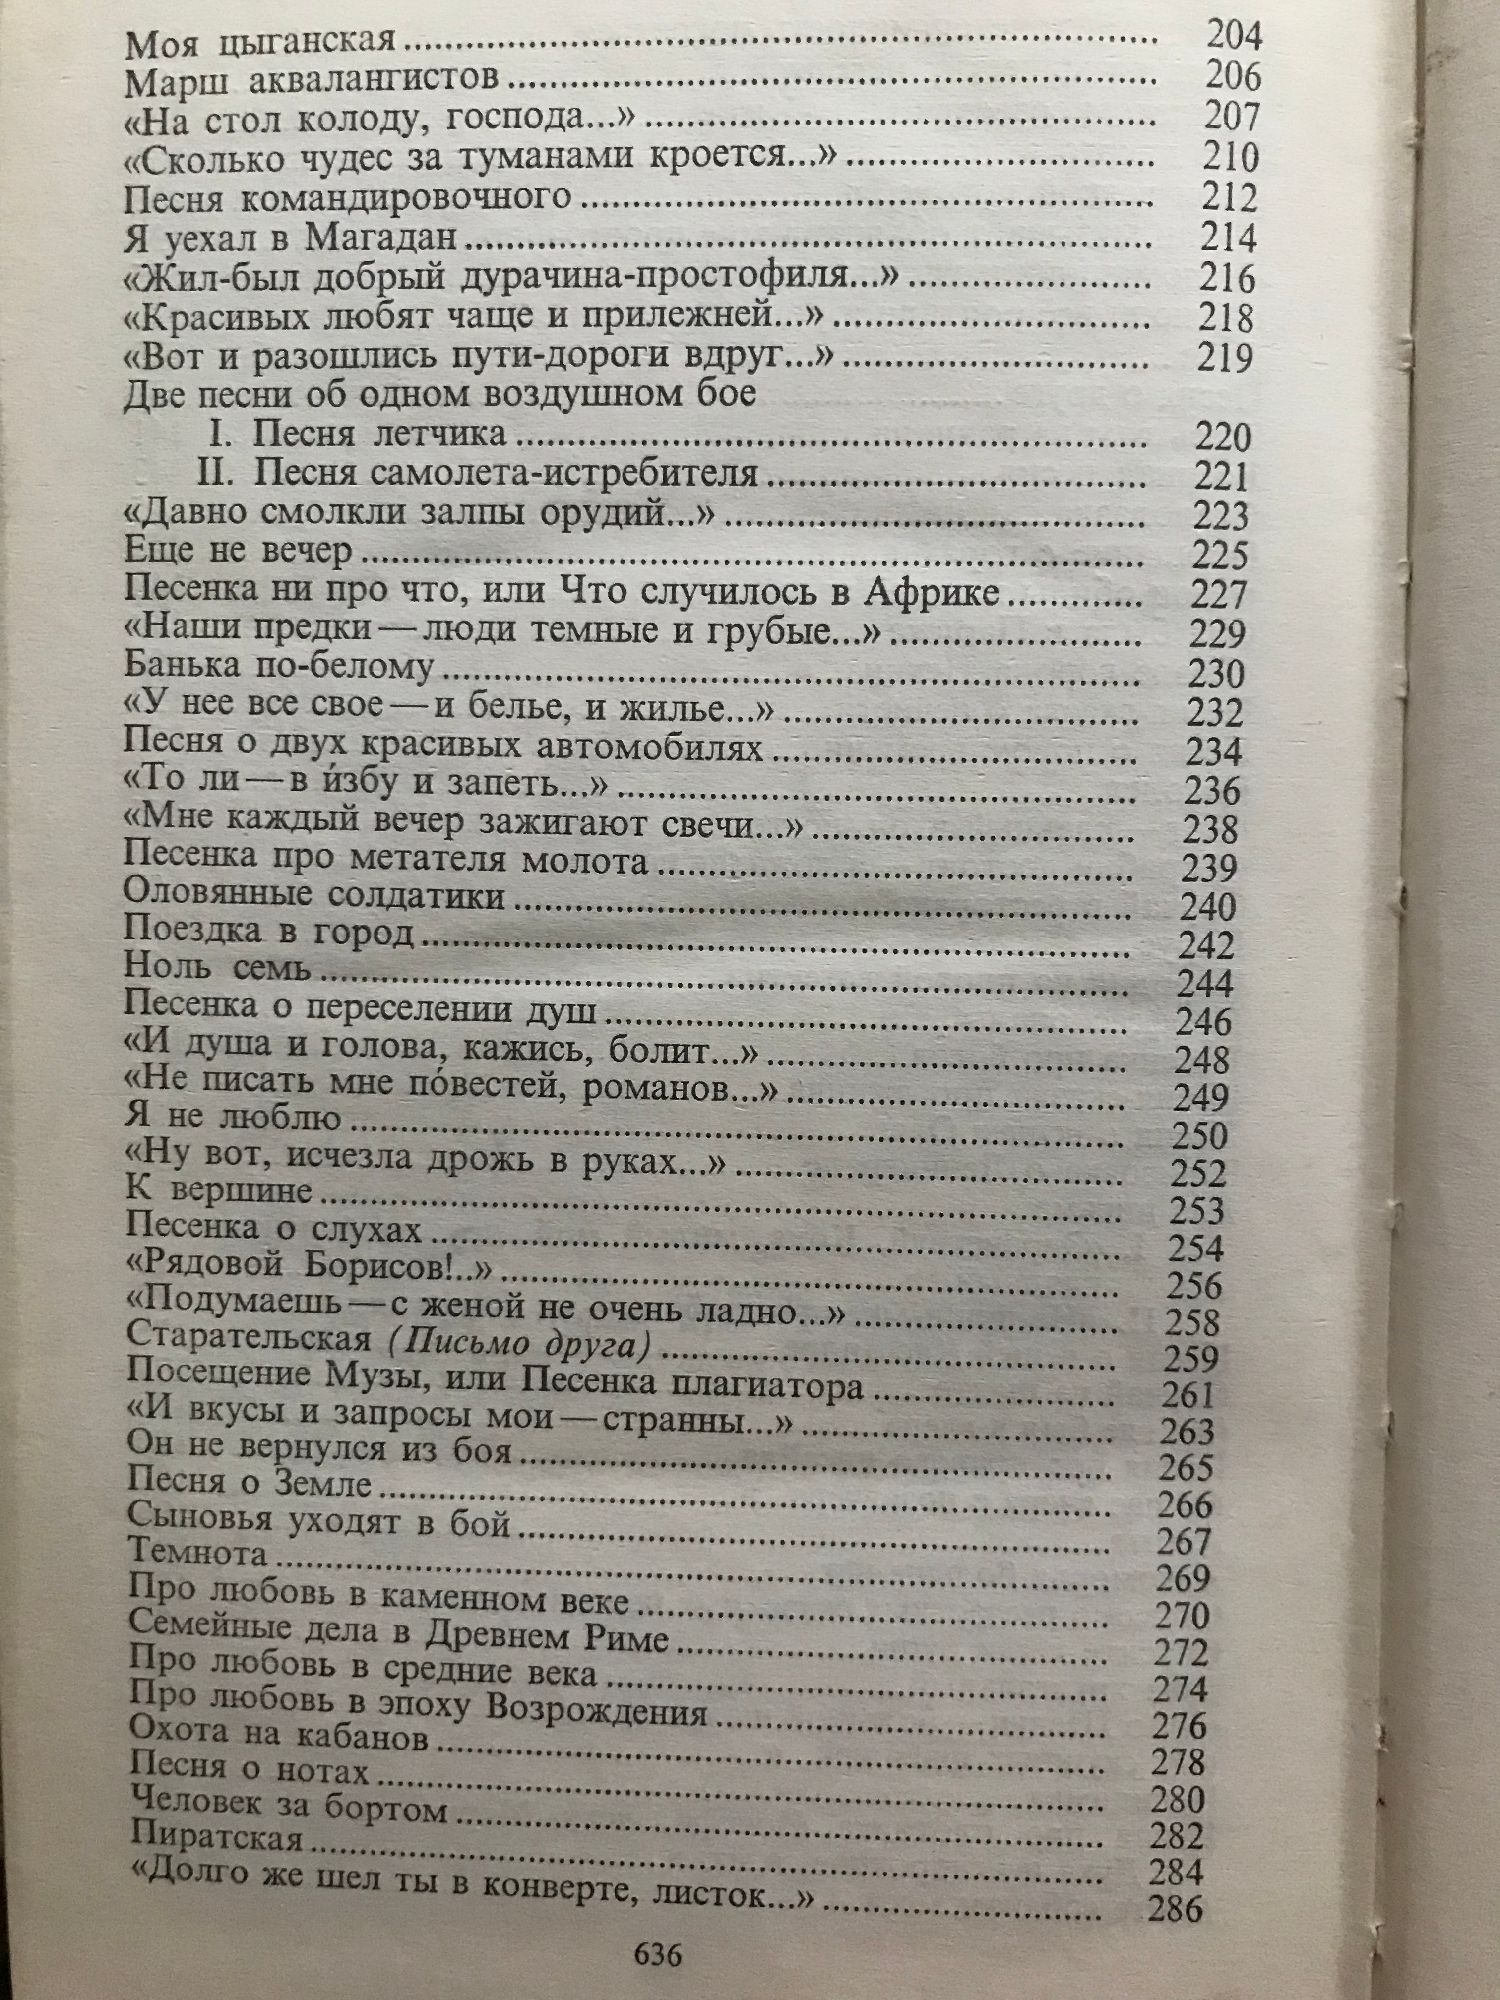 Моя цыганская 204
Марш аквалангистов 206
«На стол колоду, господа...» 207
«Сколько чудес за туманами кроется...» 210
Песня командировочного 212
Я уехал в Магадан 214
«Жил-был добрый дурачина-простофиля...» 216
«Красивых любят чаще и прилежней...» 218
«Вот и разошлись пути-дороги вдруг...» 219
Две песни об одном воздушном бое
I. Песня летчика 220
II. Песня самолета-истребителя 221
«Давно смолкли залпы орудий...» 223
Еще не вечер 225
Песенка ни про что, или Что случилось в Африке 227
«Наши предки — люди темные и грубые...» 229
Банька по-белому 230
«У нее все свое — и белье, и жилье...» 232
Песня о двух красивых автомобилях 234
«То ли — в и́збу и запеть...» 236
«Мне каждый вечер зажигают свечи...» 238
Песенка про метателя молота 239
Оловянные солдатики 240
Поездка в город 242
Ноль семь 244
Песенка о переселении душ 246
«И душа и голова, кажись, болит...» 248
«Не писать мне по́вестей, романов...» 249
Я не люблю 250
«Ну вот, исчезла дрожь в руках...» 252
К вершине 253
Песенка о слухах 254
«Рядовой Борисов!..» 256
«Подумаешь — с женой не очень ладно...» 258
Старательская (Письмо друга) 259
Посещение Музы, или Песенка плагиатора 261
«И вкусы и запросы мои — странны...» 263
Он не вернулся из боя 265
Песня о Земле 266
Сыновья уходят в бой 267
Темнота 269
Про любовь в каменном веке 270
Семейные дела в Древнем Риме 272
Про любовь в средние века 274
Про любовь в эпоху Возрождения 276
Охота на кабанов 278
Песня о нотах 280
Человек за бортом 282
Пиратская 284
«Долго же шел ты в конверте, листок...» 286
636